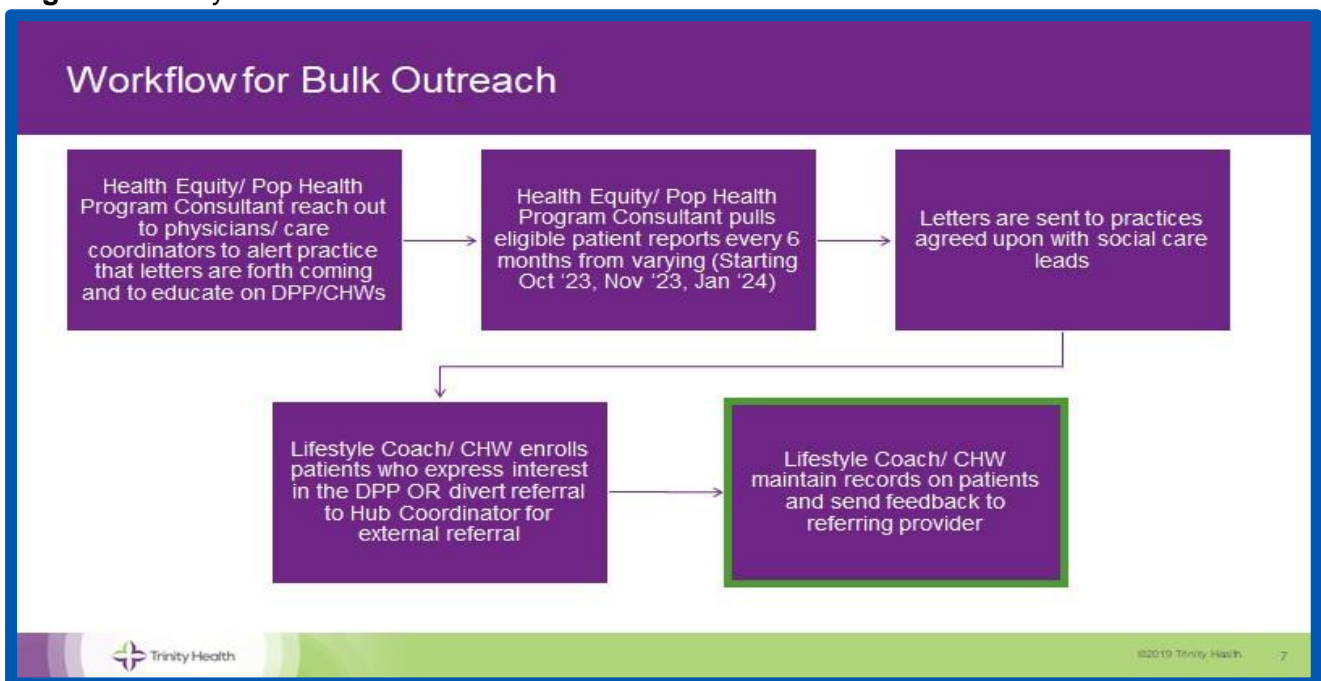 Workflow for Bulk Outreach
Health Equity/ Pop Health
Program Consultant reach out
to physicians/ care
coordinators to alert practice
that letters are forth coming
and to educate on DPP/CHWs
Health Equity/ Pop Health
Program Consultant pulls
eligible patient reports every 6
months from varying (Starting
Oct ‘23, Nov ‘23, Jan ‘24)
Letters are sent to practices
agreed upon with social care
leads
Lifestyle Coach/ CHW enrolls
patients who express interest
in the DPP OR divert referral
to Hub Coordinator for
external referral
Lifestyle Coach/ CHW
maintain records on patients
and send feedback to
referring provider
Trinity Health
©2019 Trinity Health 7